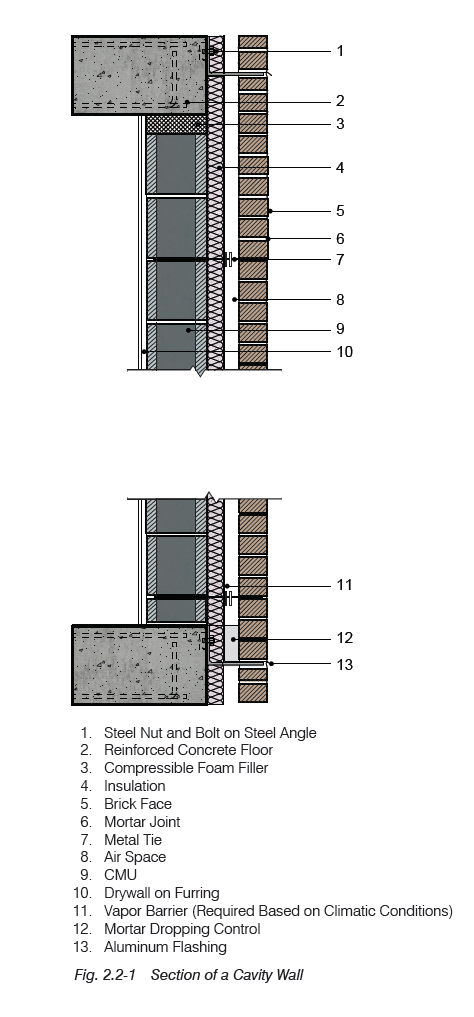 1
2
3
4
5
6
7
8
9
10
11
12
13
1. Steel Nut and Bolt on Steel Angle
2. Reinforced Concrete Floor
3. Compressible Foam Filler
4. Insulation
5. Brick Face
6. Mortar Joint
7. Metal Tie
8. Air Space
9. CMU
10. Drywall on Furring
11. Vapor Barrier (Required Based on Climatic Conditions)
12. Mortar Dropping Control
13. Aluminum Flashing
Fig. 2.2-1 Section of a Cavity Wall